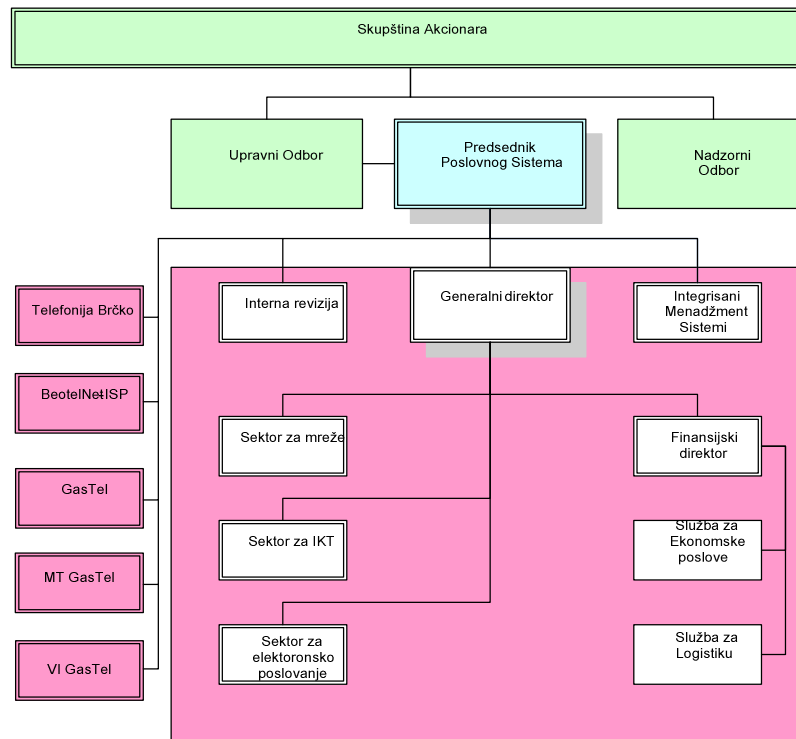 Skupština Akcionara
Upravni Odbor
Predsednik
Poslovnog Sistema
Nadzorni
Odbor
Telefonija Brčko
Interna revizija
Generalni direktor
Integrisani
Menadžment
Sistemi
BeotelNet-ISP
Sektor za mreže
Finansijski
direktor
GasTel
Sektor za IKT
Služba za
Ekonomske
poslove
MT GasTel
Sektor za
elektoronsko
poslovanje
Služba za
Logistiku
VI GasTel